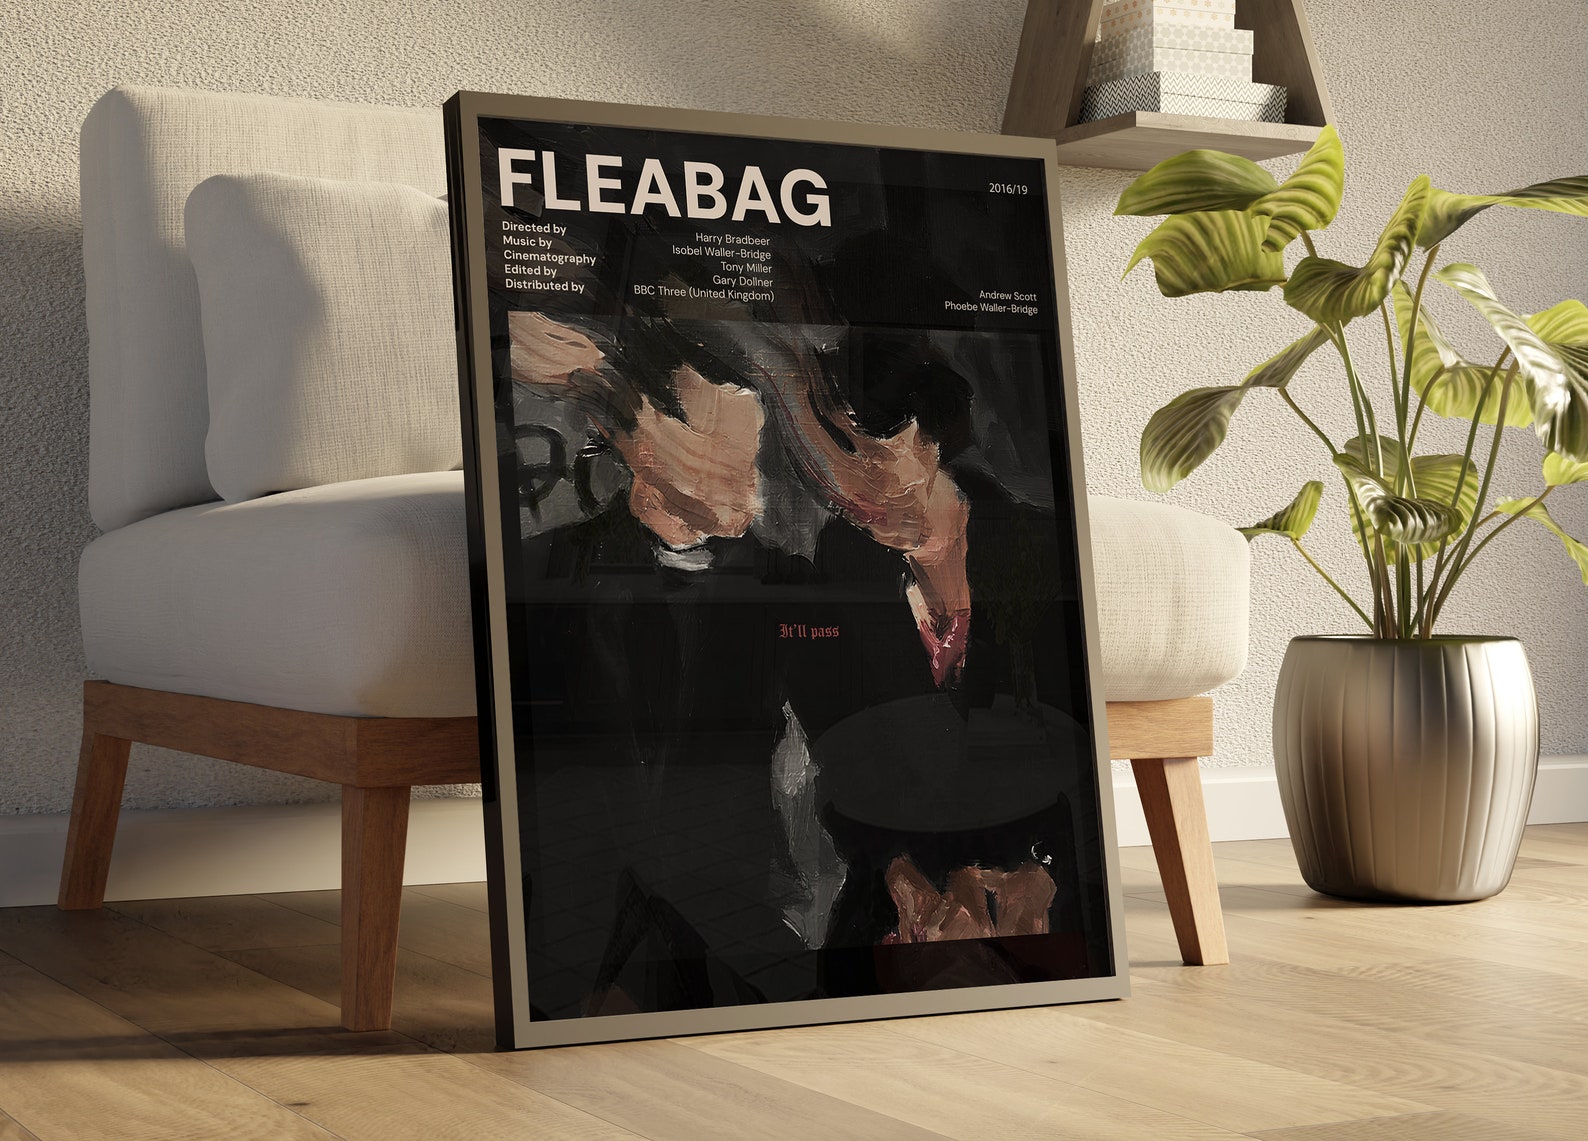 FLEABAG
2016/19
Directed by
Music by
Cinematography
Edited by
Distributed by
Harry Bradbeer
Isobel Waller-Bridge
Tony Miller
Gary Dollner
BBC Three (United Kingdom)
Andrew Scott
Phoebe Waller-Bridge
It'll pass